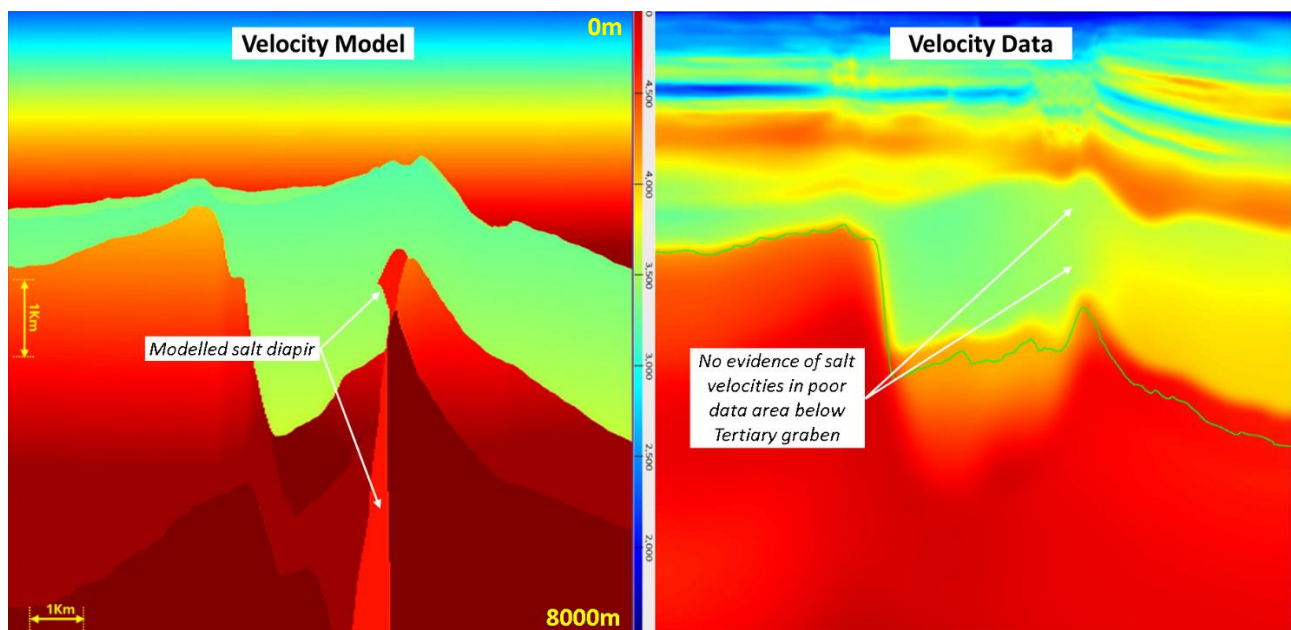 Velocity Model
0m
1Km
Modelled salt diapir
1Km
8000m
4,500
4,000
3,500
3,000
2,500
2,000
Velocity Data
No evidence of salt
velocities in poor
data area below
Tertiary graben